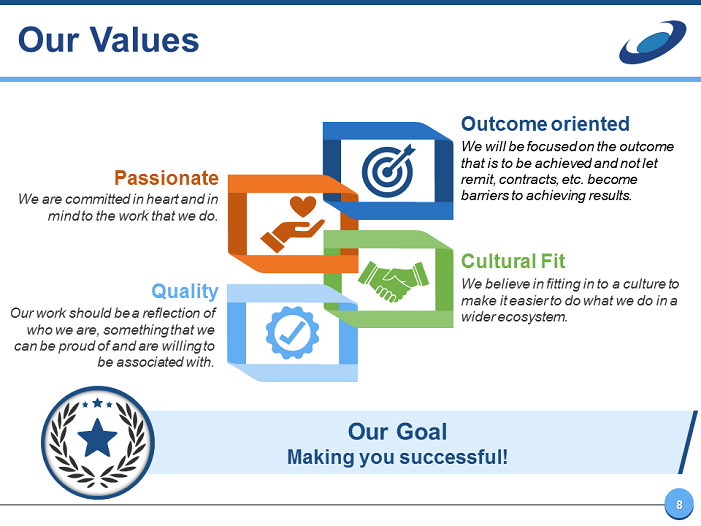 Our Values
Outcome oriented
We will be focused on the outcome
that is to be achieved and not let
remit, contracts, etc. become
barriers to achieving results.
Passionate
We are committed in heart and in
mind to the work that we do.
Cultural Fit
We believe in fitting in to a culture to
make it easier to do what we do in a
wider ecosystem.
Quality
Our work should be a reflection of
who we are, something that we
can be proud of and are willing to
be associated with.
Our Goal
Making you successful!
8